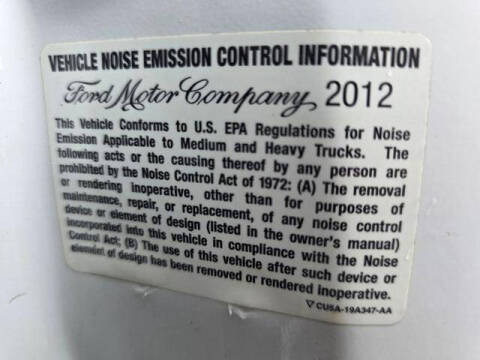 VEHICLE NOISE EMISSION CONTROL INFORMATION
Ford Motor Company 2012
This Vehicle Conforms to U.S. EPA Regulations for Noise
Emission Applicable to Medium and Heavy Trucks. The
following acts or the causing thereof by any person are
prohibited by the Noise Control Act of 1972: (A) The removal
or rendering inoperative, other than for purposes of
maintenance, repair, or replacement, of any noise control
device or element of design (listed in the owner's manual)
incorporated into this vehicle in compliance with the Noise
Control Act; (B) The use of this vehicle after such device or
element of design has been removed or rendered inoperative.
▽ CU5A-19A347-AA